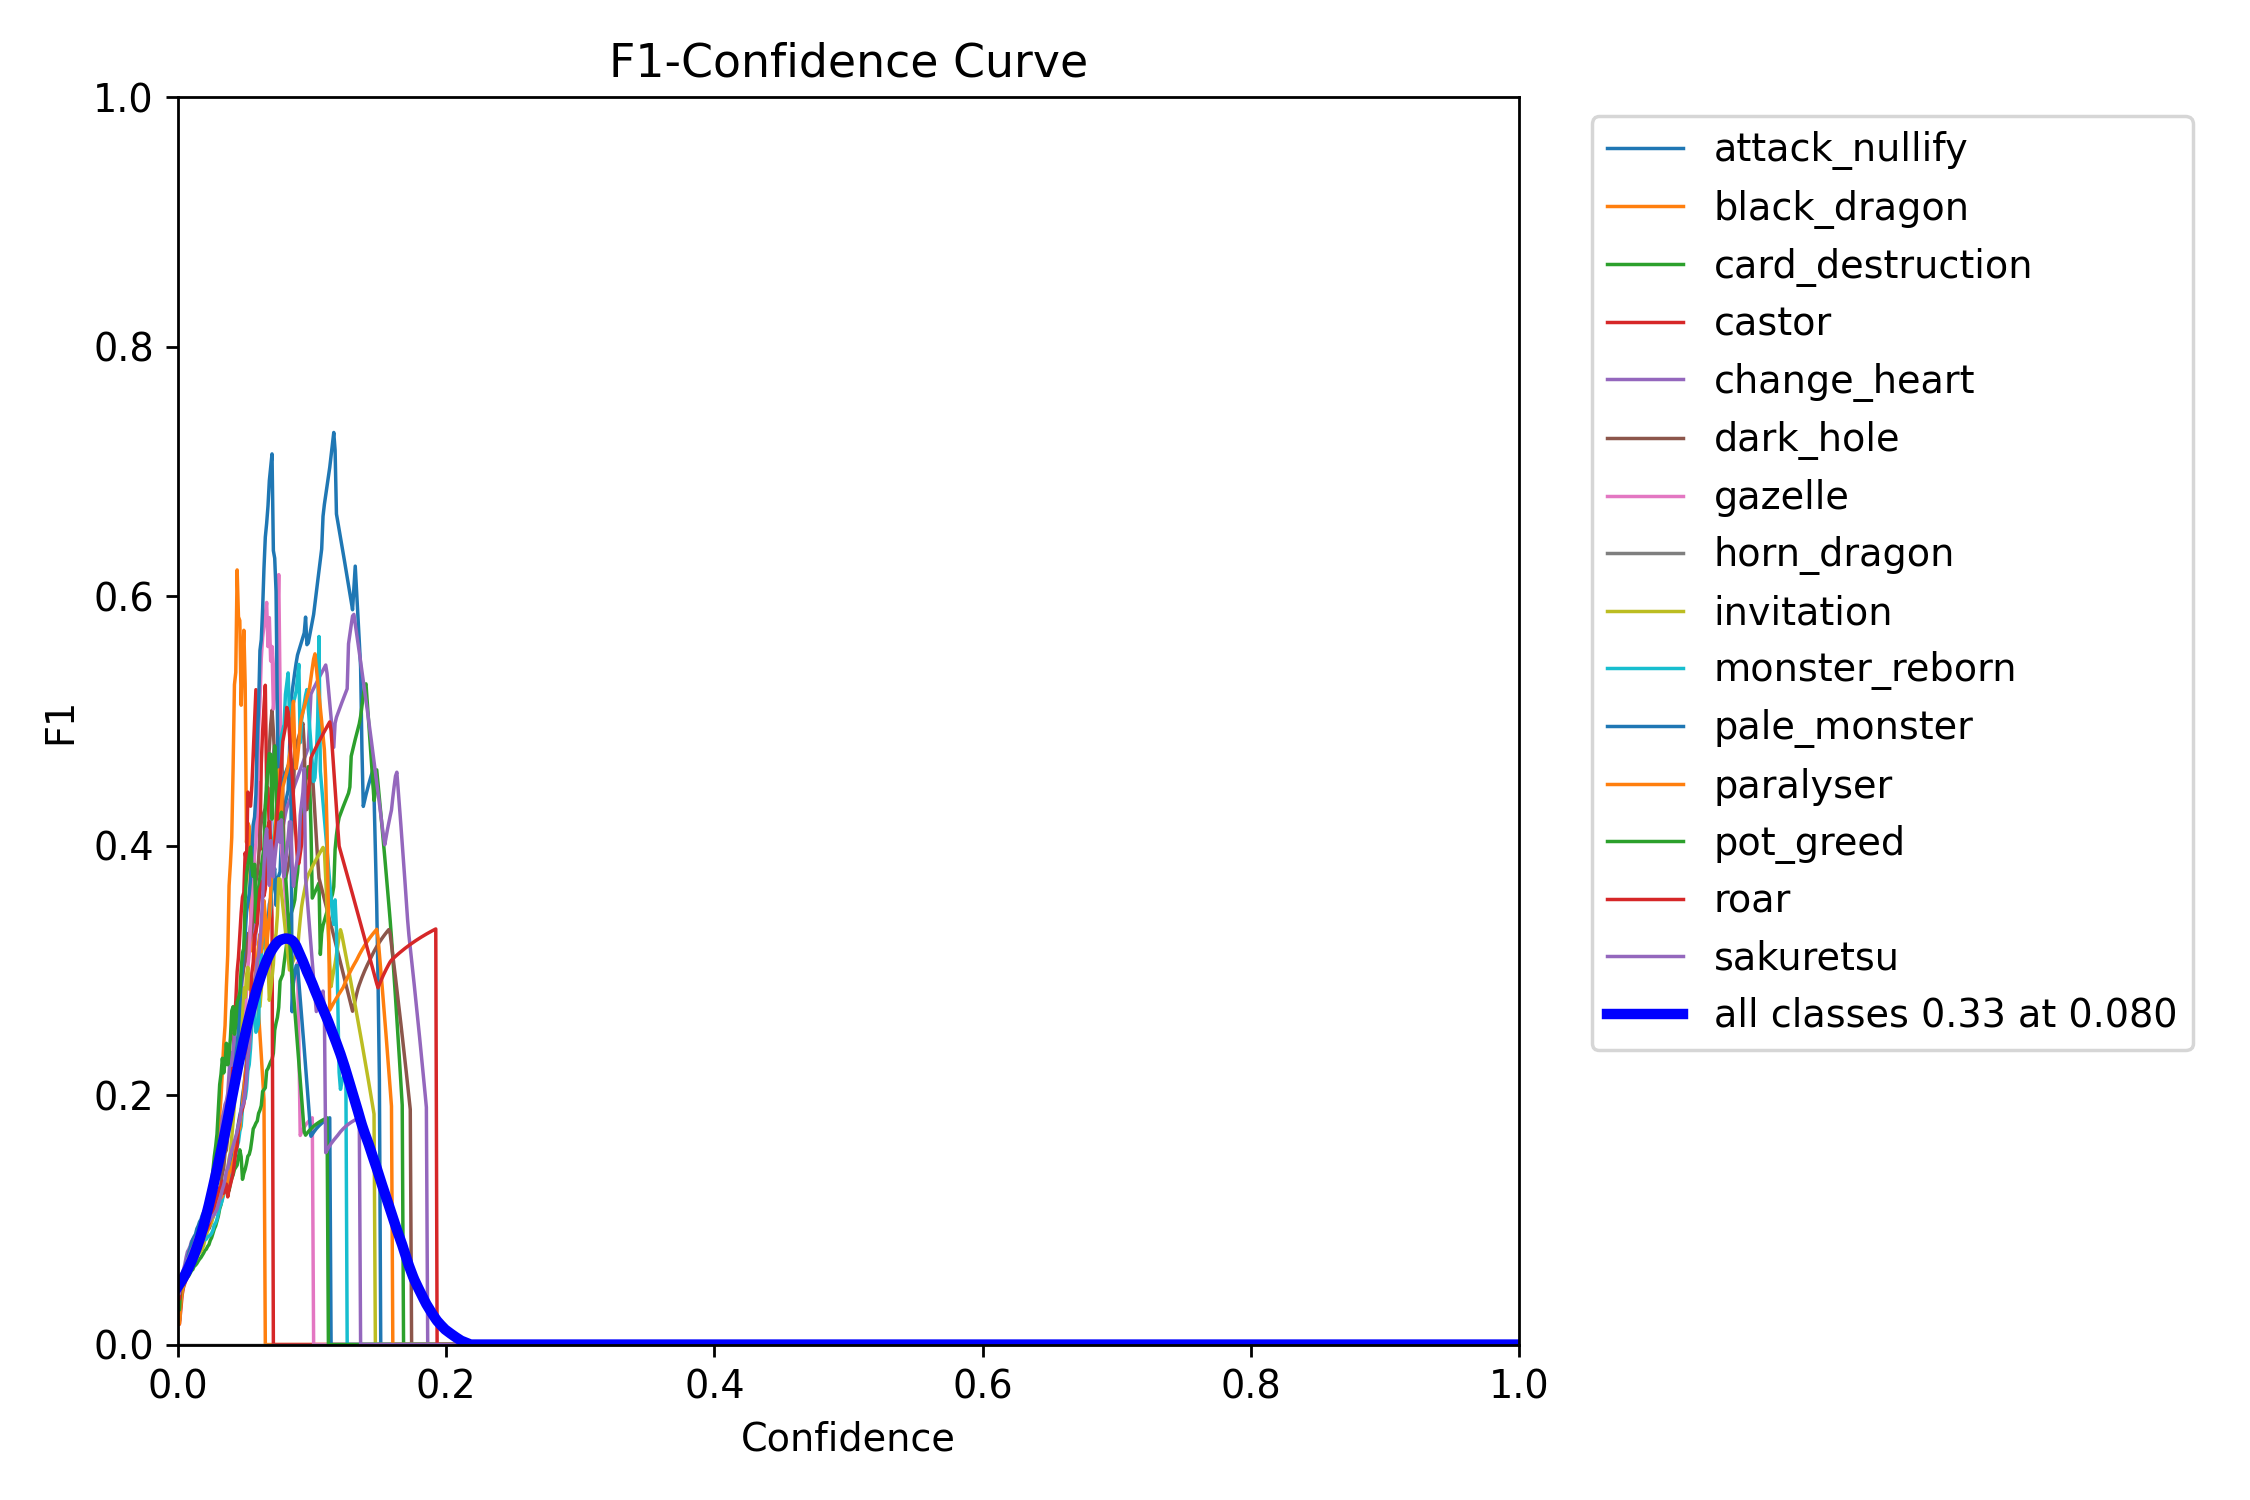 F1-Confidence Curve
1.0
0.8
0.6
0.4
0.2
0.0
F1
0.0 0.2 0.4 0.6 0.8 1.0
Confidence
attack_nullify
black_dragon
card_destruction
castor
change_heart
dark_hole
gazelle
horn_dragon
invitation
monster_reborn
pale_monster
paralyser
pot_greed
roar
sakuretsu
all classes 0.33 at 0.080